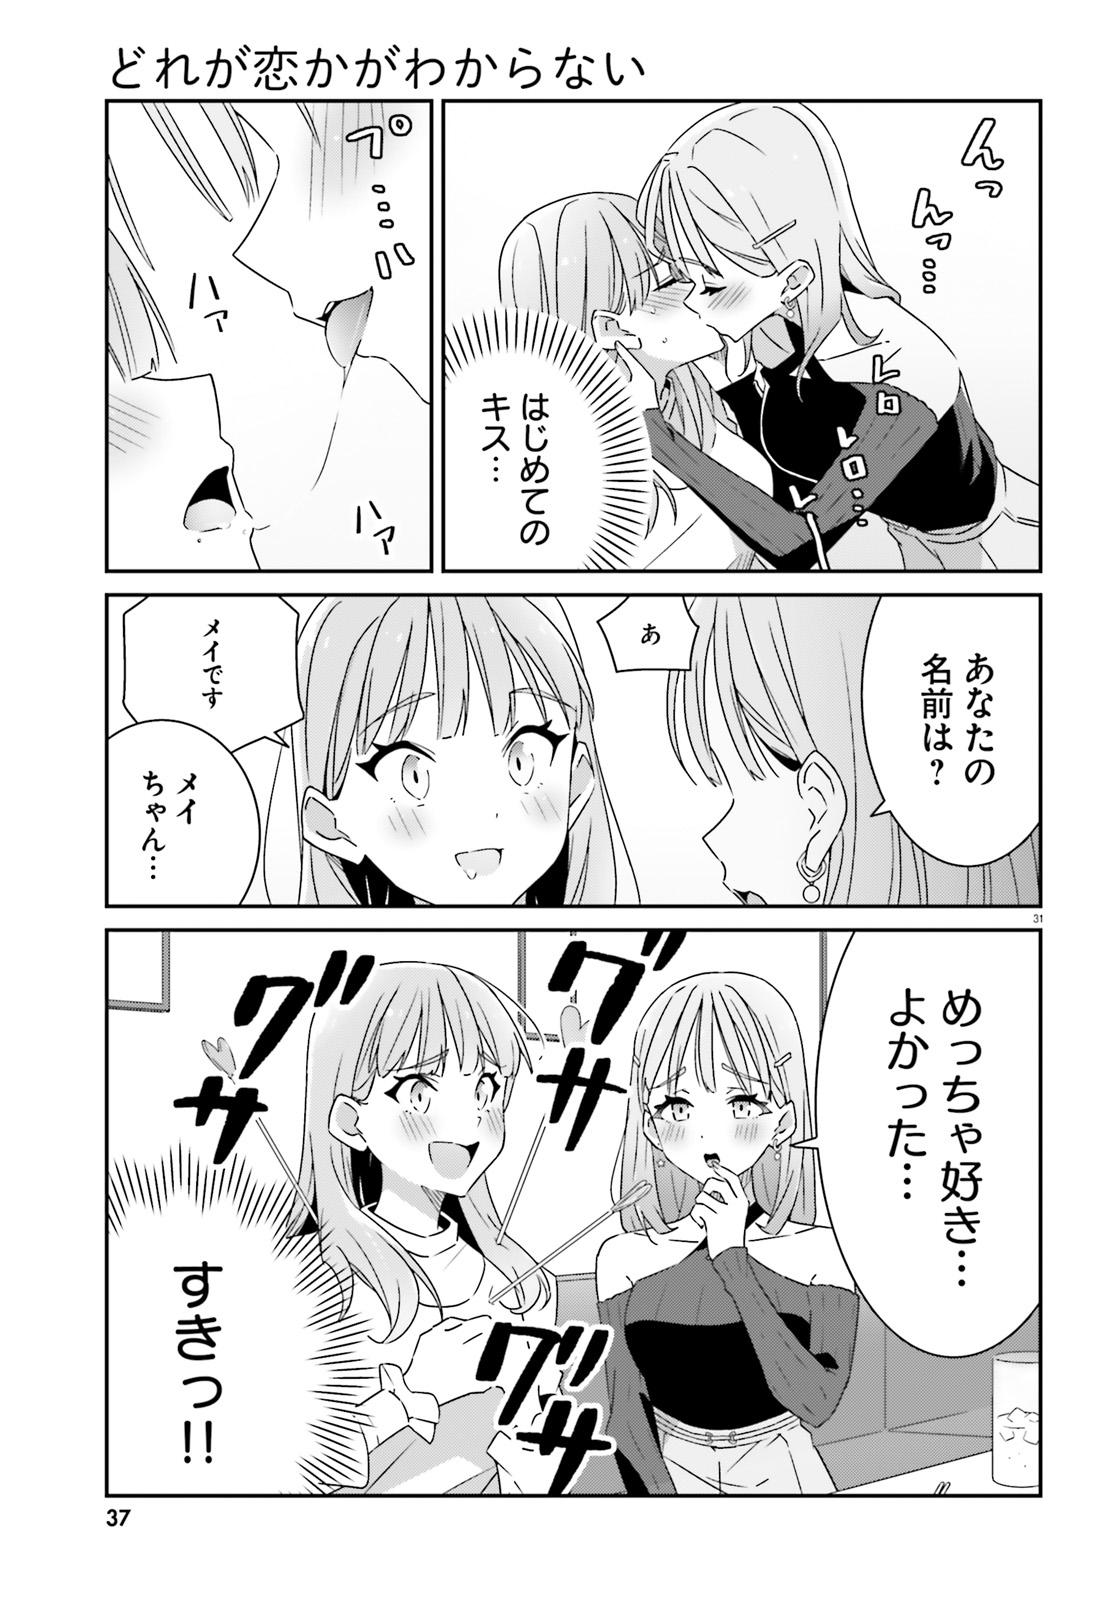 どれが恋かがわからない
んっ
んっ…
レロ
レロ…
レ
はじめての
キス…
プ…ハ
ハァ
ハァ
あなたの
名前は?
あ
メイです
メイ
ちゃん…
31
めっちゃ好き…
よかった…
グサッ
グサッ
グサッ
すきっ!!
37